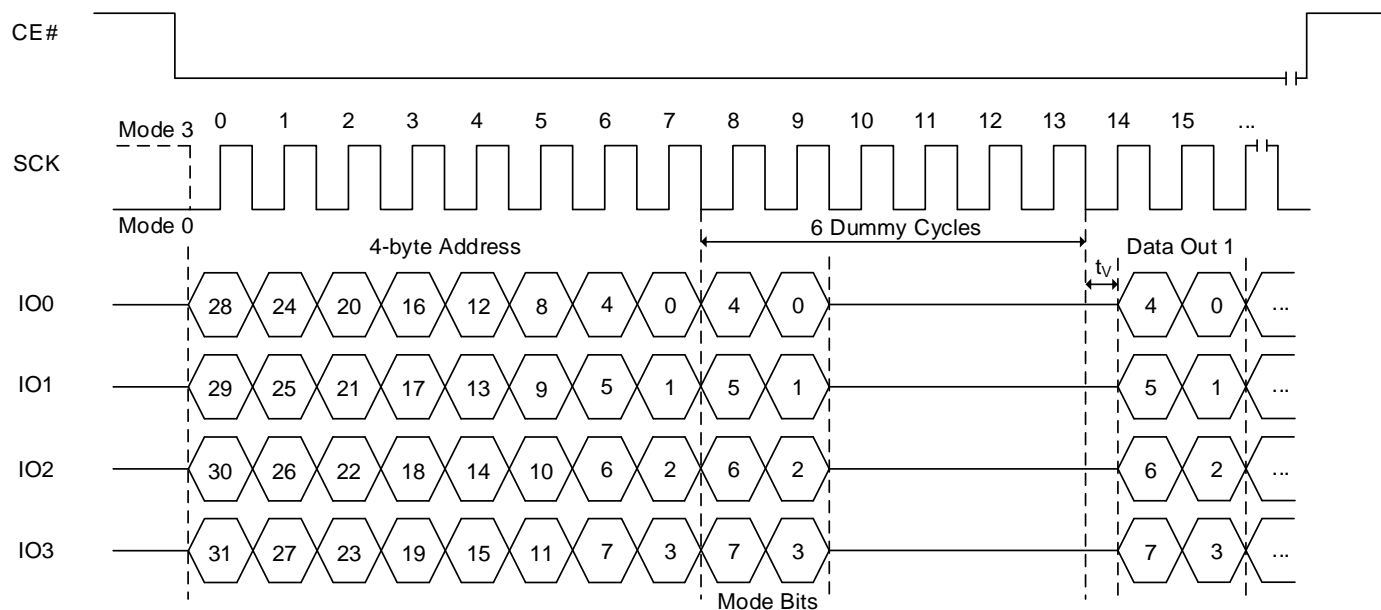 CE#
Mode 3 0 1 2 3 4 5 6 7 8 9 10 11 12 13 14 15 ...
SCK
Mode 0
6 Dummy Cycles
4-byte Address Data Out 1
tV
IO0 28 24 20 16 12 8 4 0 4 0 4 0 ...
IO1 29 25 21 17 13 9 5 1 5 1 5 1 ...
IO2 30 26 22 18 14 10 6 2 6 2 6 2 ...
IO3 31 27 23 19 15 11 7 3 7 3 7 3 ...
Mode Bits